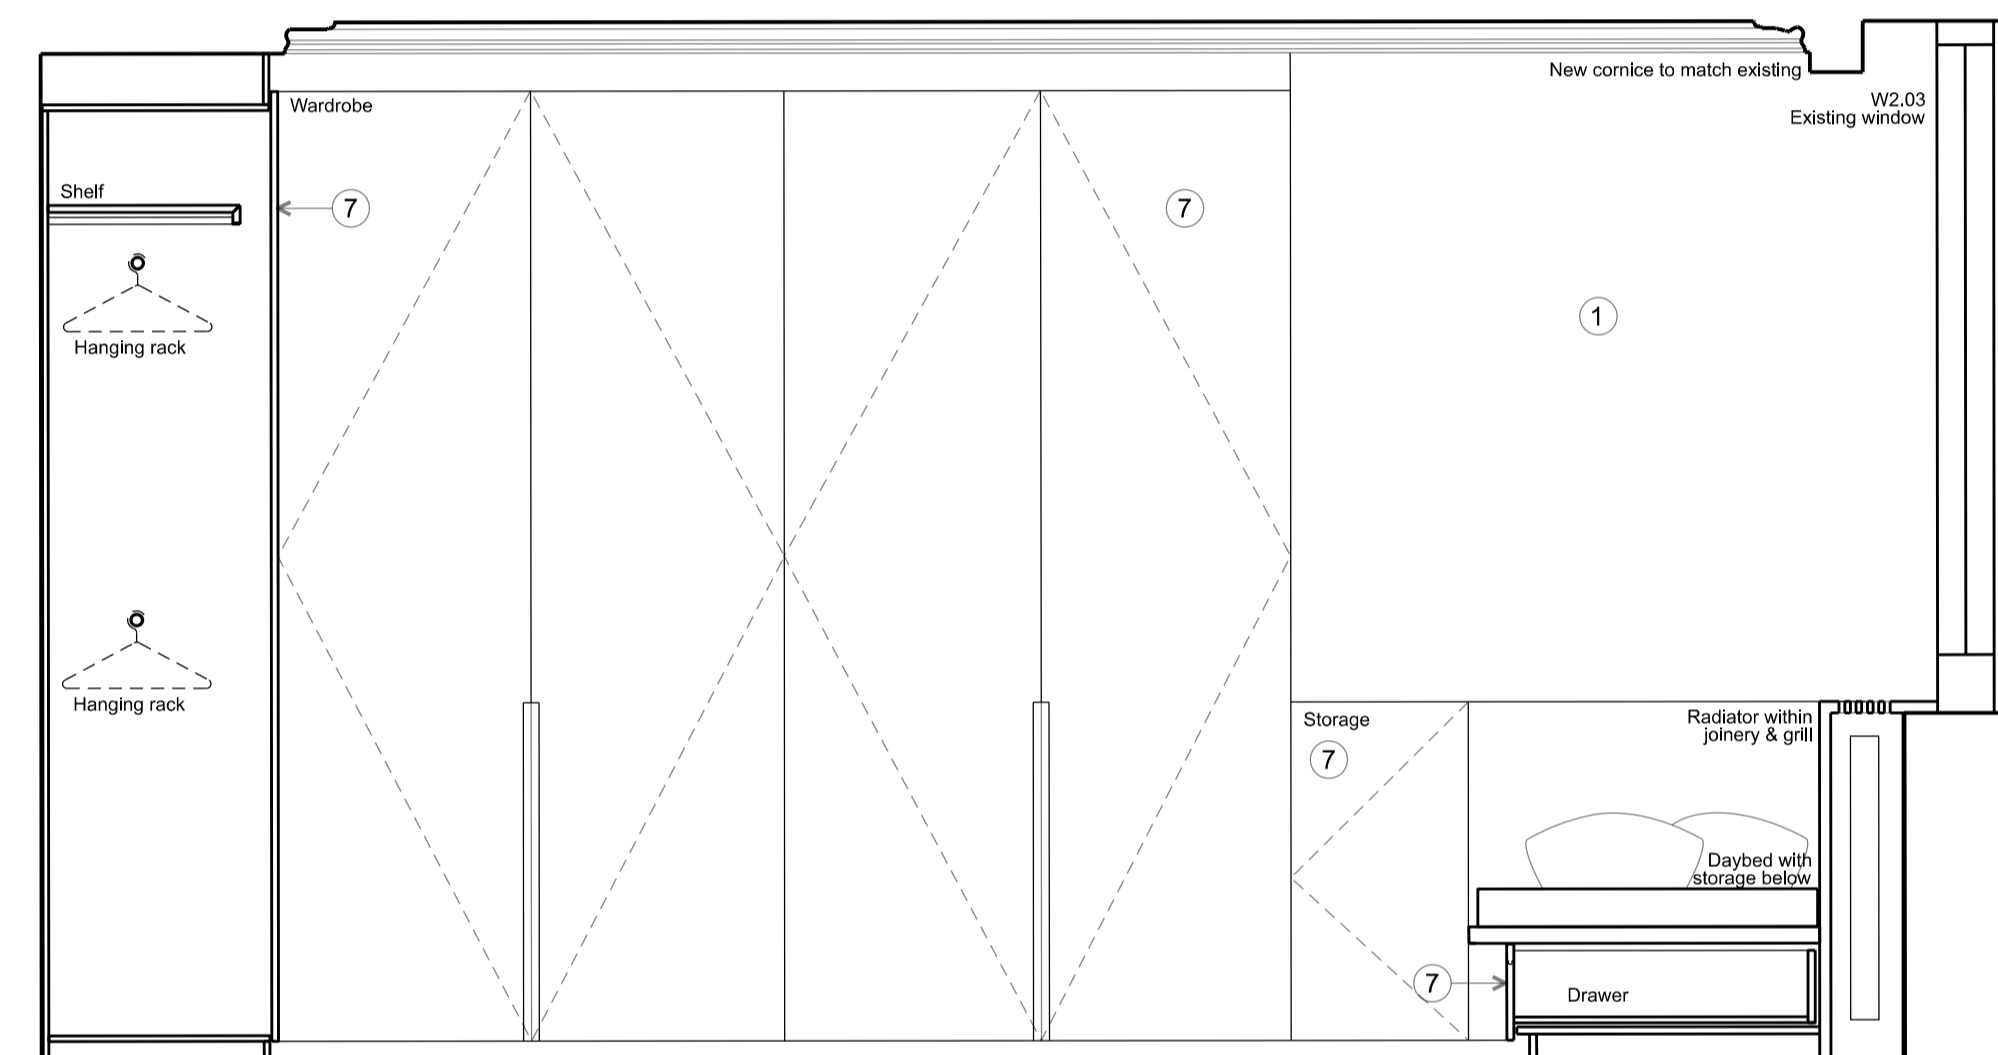 New cornice to match existing
W2.03
Existing window
Wardrobe
Shelf
7
7
Hanging rack
1
Hanging rack
Storage
7
Radiator within
joinery & grill
Daybed with
storage below
7
Drawer